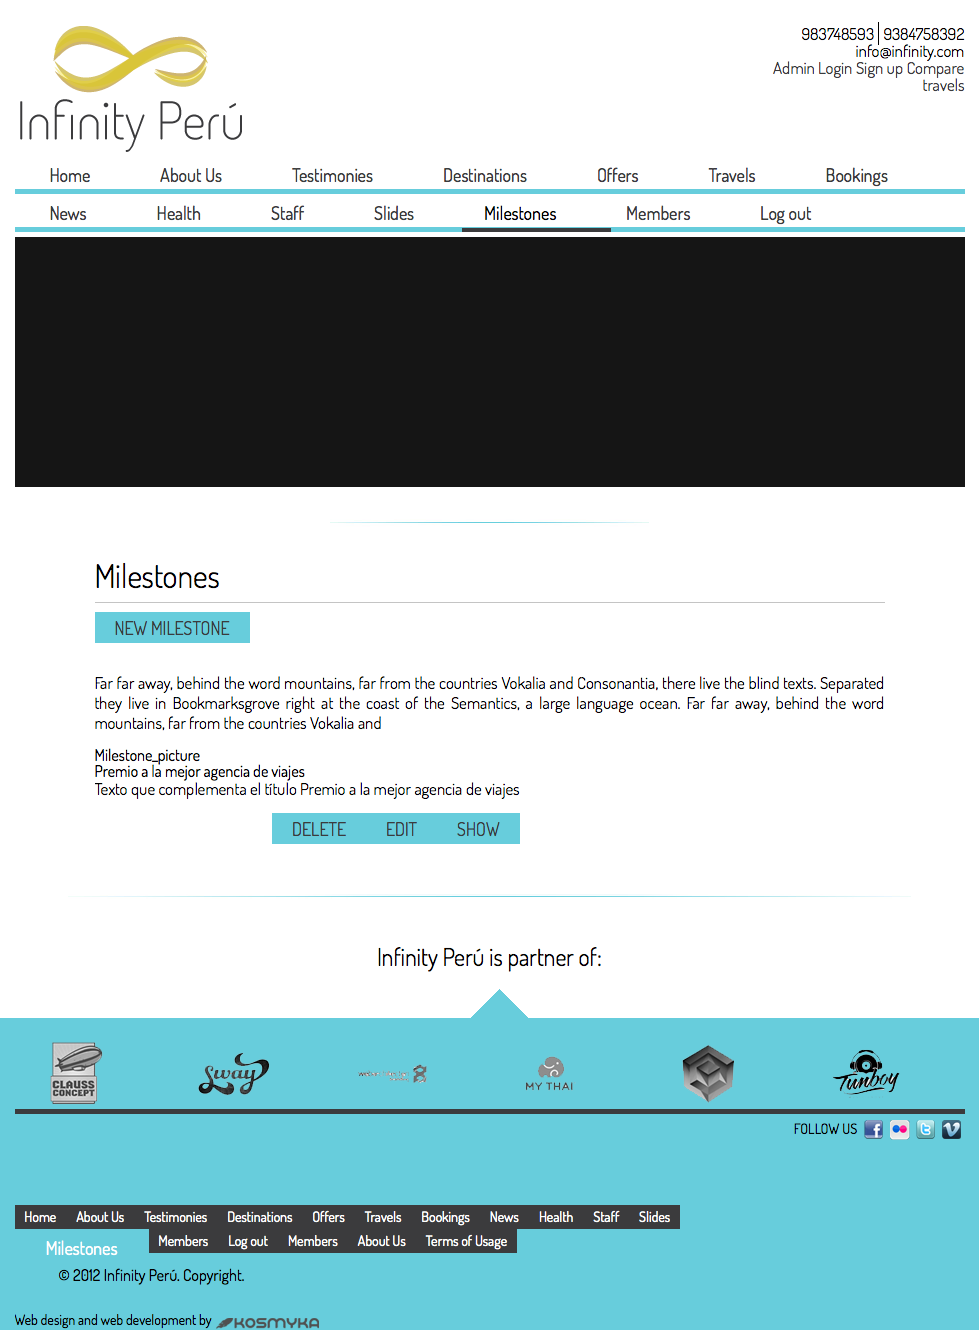 983748593 | 9384758392
info@infinity.com
Admin Login Sign up Compare
travels
Infinity Perú
Home About Us Testimonies Destinations Offers Travels Bookings
News Health Staff Slides Milestones Members Log out
Milestones
NEW MILESTONE
Far far away, behind the word mountains, far from the countries Vokalia and Consonantia, there live the blind texts. Separated
they live in Bookmarksgrove right at the coast of the Semantics, a large language ocean. Far far away, behind the word
mountains, far from the countries Vokalia and
Milestone_picture
Premio a la mejor agencia de viajes
Texto que complementa el título Premio a la mejor agencia de viajes
DELETE EDIT SHOW
Infinity Perú is partner of:
CLAUSS
CONCEPT
Sway
MY THAI
Tunboy
FOLLOW US
Home About Us Testimonies Destinations Offers Travels Bookings News Health Staff Slides
Milestones Members Log out Members About Us Terms of Usage
© 2012 Infinity Perú. Copyright.
Web design and web development by KOSMYKA